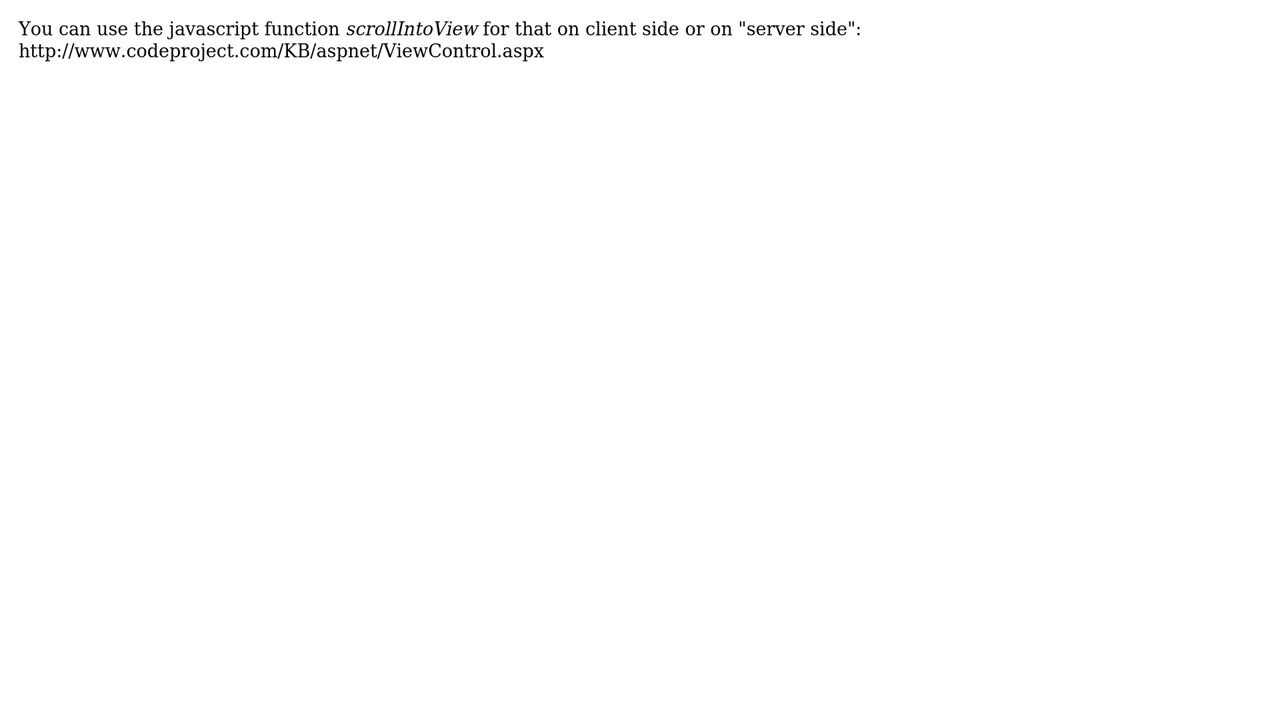 You can use the javascript function scrollIntoView for that on client side or on "server side":
http://www.codeproject.com/KB/aspnet/ViewControl.aspx